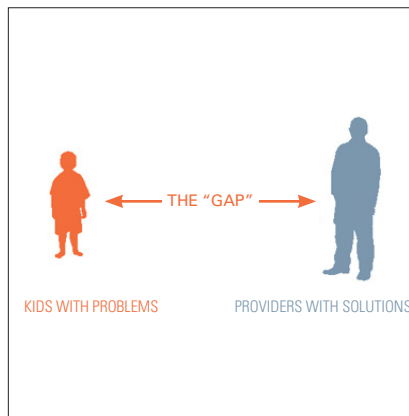 THE “GAP”
KIDS WITH PROBLEMS
PROVIDERS WITH SOLUTIONS